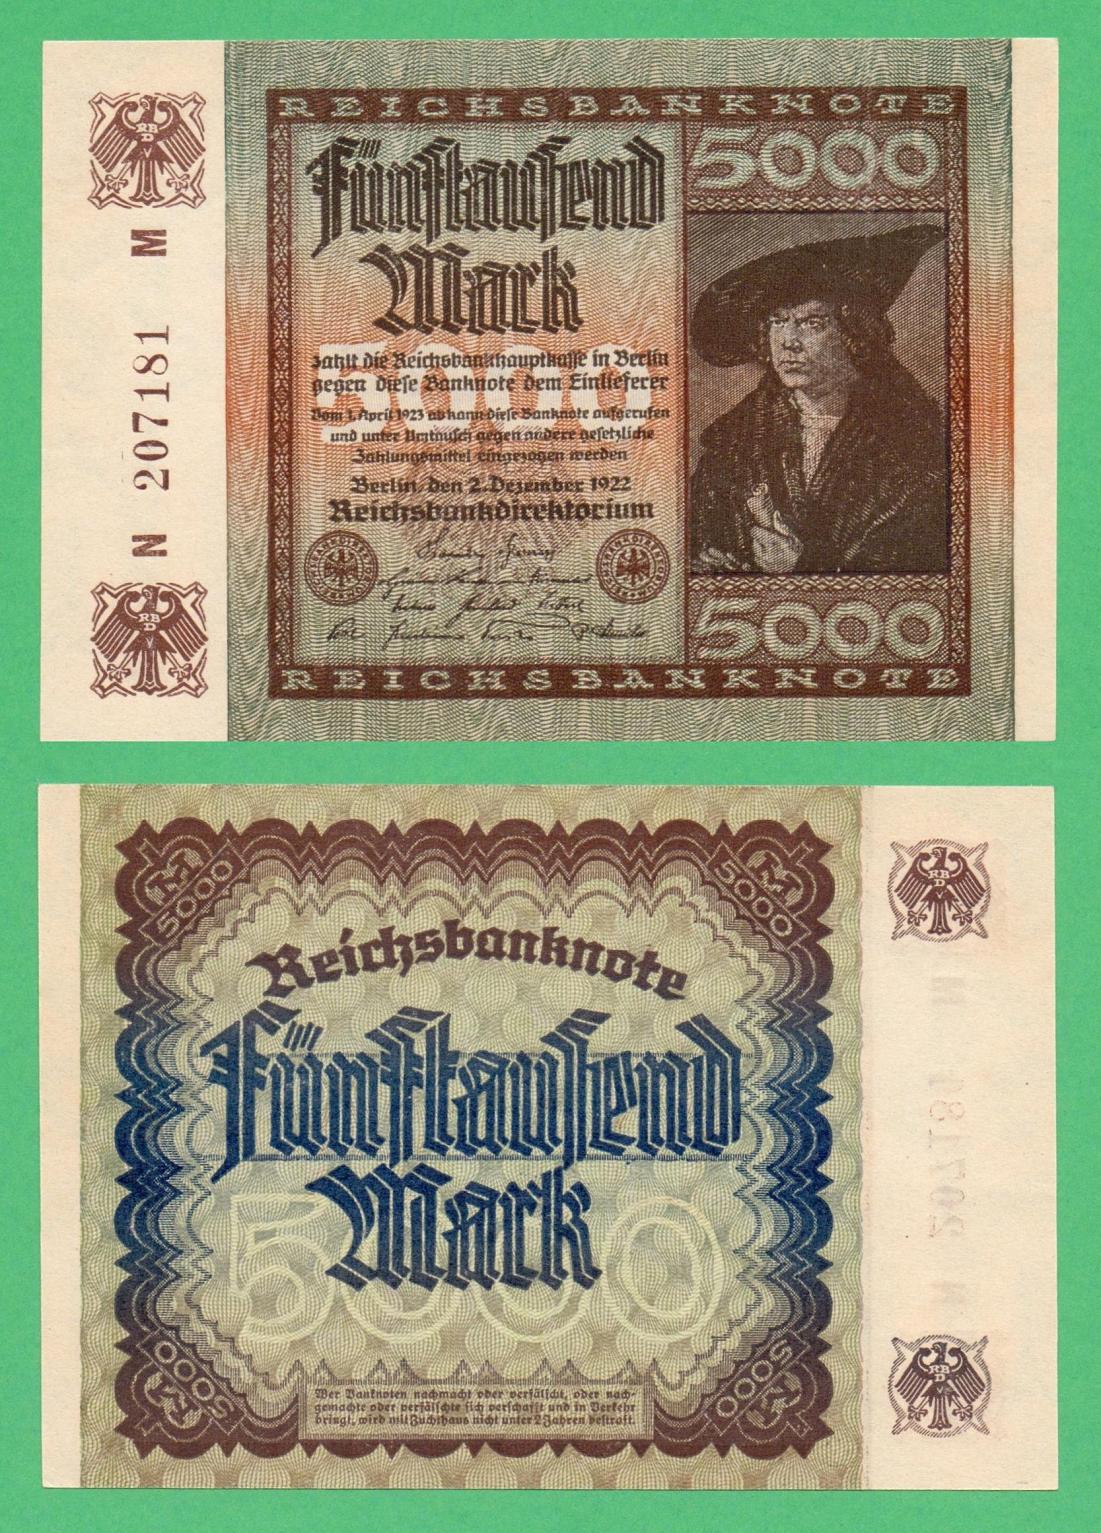 REICHSBANKNOTE
Fünftausend
Mark
5000
zahlt die Reichsbankhauptkasse in Berlin
gegen diese Banknote dem Einlieferer
5000
Vom 1. April 1923 ab kann diese Banknote aufgerufen
und unter Umtausch gegen andere gesetzliche
Zahlungsmittel eingezogen werden
Berlin, den 2. Dezember 1922
Reichsbankdirektorium
5000
REICHSBANKNOTE
RBD
N 207181 M
RBD
M 5000
M 5000
Reichsbanknote
Fünftausend
Mark
5000
M 5000
M 5000
Wer Banknoten nachmacht oder verfälscht, oder nach-
gemachte oder verfälschte sich verschafft und in Verkehr
bringt, wird mit Zuchthaus nicht unter 2 Jahren bestraft.
RBD
RBD